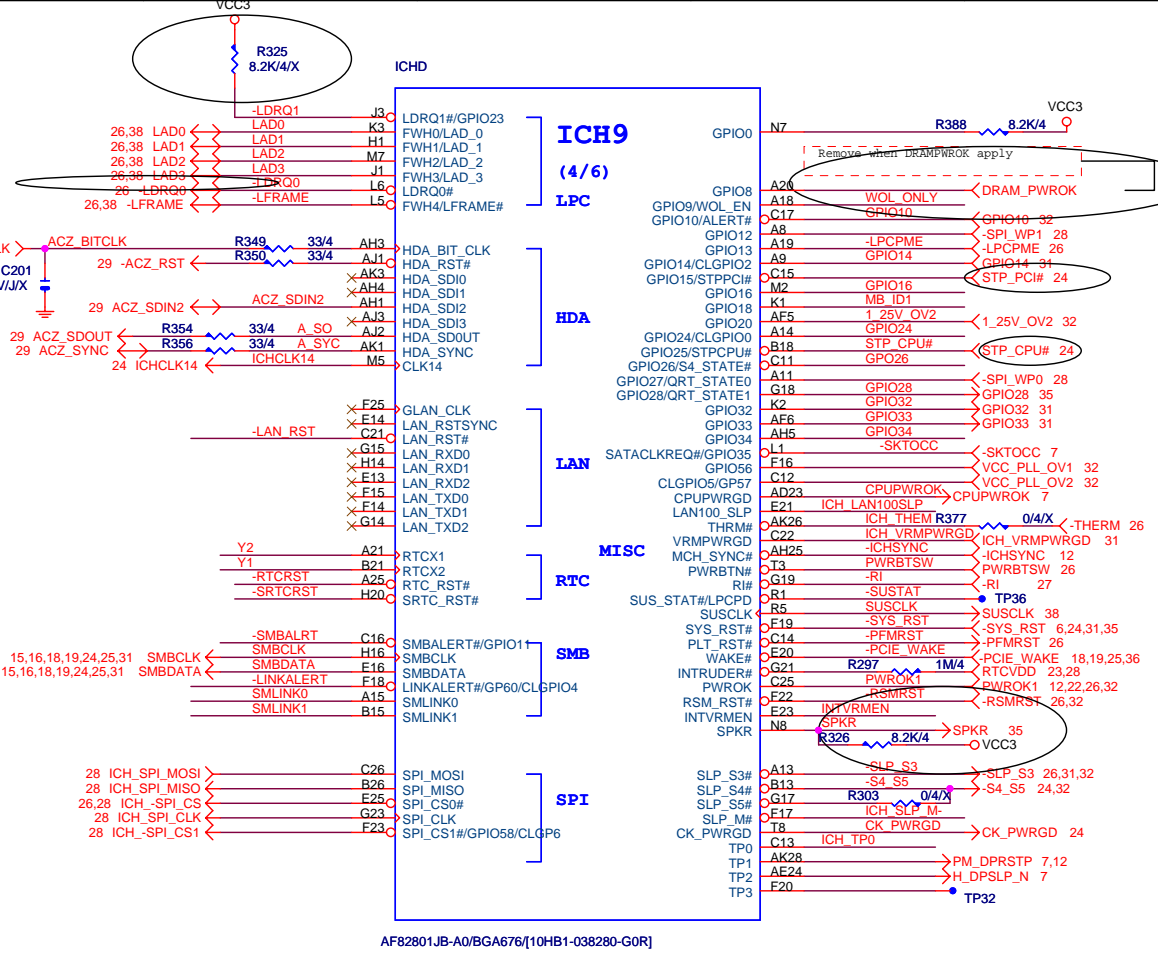 VCC3
R325
8.2K/4/X
ICHD
-LDRQ1 J3 LDRQ1#/GPIO23
26,38 LAD0 LAD0 K3 FWH0/LAD_0
26,38 LAD1 LAD1 H1 FWH1/LAD_1
26,38 LAD2 LAD2 M7 FWH2/LAD_2
26,38 LAD3 LAD3 J1 FWH3/LAD_3
26 -LDRQ0 -LDRQ0 L6 LDRQ0#
26,38 -LFRAME -LFRAME L5 FWH4/LFRAME#
ICH9
(4/6)
LPC
ACZ_BITCLK R349 33/4 AH3 HDA_BIT_CLK
29 -ACZ_RST R350 33/4 AJ1 HDA_RST#
AK3 HDA_SDI0
AH4 HDA_SDI1
29 ACZ_SDIN2 ACZ_SDIN2 AH1 HDA_SDI2
AJ3 HDA_SDI3
29 ACZ_SDOUT R354 33/4 A_SO AJ2 HDA_SD0UT
29 ACZ_SYNC R356 33/4 A_SYC AK1 HDA_SYNC
24 ICHCLK14 ICHCLK14 M5 CLK14
C201
HDA
F25 GLAN_CLK
E14 LAN_RSTSYNC
-LAN_RST C21 LAN_RST#
G15 LAN_RXD0
H14 LAN_RXD1
E13 LAN_RXD2
F15 LAN_TXD0
F14 LAN_TXD1
G14 LAN_TXD2
LAN
Y2 A21 RTCX1
Y1 B21 RTCX2
-RTCRST A25 RTC_RST#
-SRTCRST H20 SRTC_RST#
RTC
MISC
-SMBALRT C16 SMBALERT#/GPIO11
15,16,18,19,24,25,31 SMBCLK SMBCLK H16 SMBCLK
15,16,18,19,24,25,31 SMBDATA SMBDATA E16 SMBDATA
-LINKALERT F18 LINKALERT#/GP60/CLGPIO4
SMLINK0 A15 SMLINK0
SMLINK1 B15 SMLINK1
SMB
28 ICH_SPI_MOSI C26 SPI_MOSI
28 ICH_SPI_MISO B26 SPI_MISO
26,28 ICH_-SPI_CS E25 SPI_CS0#
28 ICH_SPI_CLK G23 SPI_CLK
28 ICH_-SPI_CS1 F23 SPI_CS1#/GPIO58/CLGP6
SPI
VCC3
GPIO0 N7 R388 8.2K/4
Remove when DRAMPWROK apply
GPIO8 A20 DRAM_PWROK
GPIO9/WOL_EN A18 WOL_ONLY
GPIO10/ALERT# C17 GPIO10 GPIO10 32
GPIO12 A8 -SPI_WP1 28
GPIO13 A19 -LPCPME -LPCPME 26
GPIO14/CLGPIO2 A9 GPIO14 GPIO14 31
GPIO15/STPPCI# C15 STP_PCI# 24
GPIO16 M2 GPIO16
GPIO18 K1 MB_ID1
GPIO20 AF5 1_25V_OV2 1_25V_OV2 32
GPIO24/CLGPIO0 A14 GPIO24
GPIO25/STPCPU# B18 STP_CPU# STP_CPU# 24
GPIO26/S4_STATE# C11 GPO26
GPIO27/QRT_STATE0 A11 -SPI_WP0 28
GPIO28/QRT_STATE1 G18 GPIO28 GPIO28 35
GPIO32 K2 GPIO32 GPIO32 31
GPIO33 AF6 GPIO33 GPIO33 31
GPIO34 AH5 GPIO34
SATACLKREQ#/GPIO35 L1 -SKTOCC -SKTOCC 7
GPIO56 F16 VCC_PLL_OV1 32
CLGPIO5/GP57 C12 VCC_PLL_OV2 32
CPUPWRGD AD23 CPUPWROK CPUPWROK 7
LAN100_SLP E21 ICH_LAN100SLP
THRM# AK26 ICH_THEM R377 0/4/X -THERM 26
VRMPWRGD C22 ICH_VRMPWRGD ICH_VRMPWRGD 31
MCH_SYNC# AH25 -ICHSYNC -ICHSYNC 12
PWRBTN# T3 PWRBTSW PWRBTSW 26
RI# G19 -RI -RI 27
SUS_STAT#/LPCPD R1 -SUSTAT TP36
SUSCLK R5 SUSCLK SUSCLK 38
SYS_RST# F19 -SYS_RST -SYS_RST 6,24,31,35
PLT_RST# C14 -PFMRST -PFMRST 26
WAKE# E20 -PCIE_WAKE -PCIE_WAKE 18,19,25,36
INTRUDER# G21 R297 1M/4 RTCVDD 23,28
PWROK C25 PWROK1 PWROK1 12,22,26,32
RSM_RST# F22 -RSMRST -RSMRST 26,32
INTVRMEN E23 INTVRMEN
SPKR N8 SPKR SPKR 35
R326 8.2K/4 VCC3
SLP_S3# A13 -SLP_S3 -SLP_S3 26,31,32
SLP_S4# B13 -S4_S5 -S4_S5 24,32
SLP_S5# G17 R303 0/4/X
SLP_M# F17 ICH_SLP_M-
CK_PWRGD T8 CK_PWRGD CK_PWRGD 24
TP0 C13 ICH_TP0
TP1 AK28 PM_DPRSTP 7,12
TP2 AE24 H_DPSLP_N 7
TP3 F20 TP32
AF82801JB-A0/BGA676/[10HB1-038280-G0R]